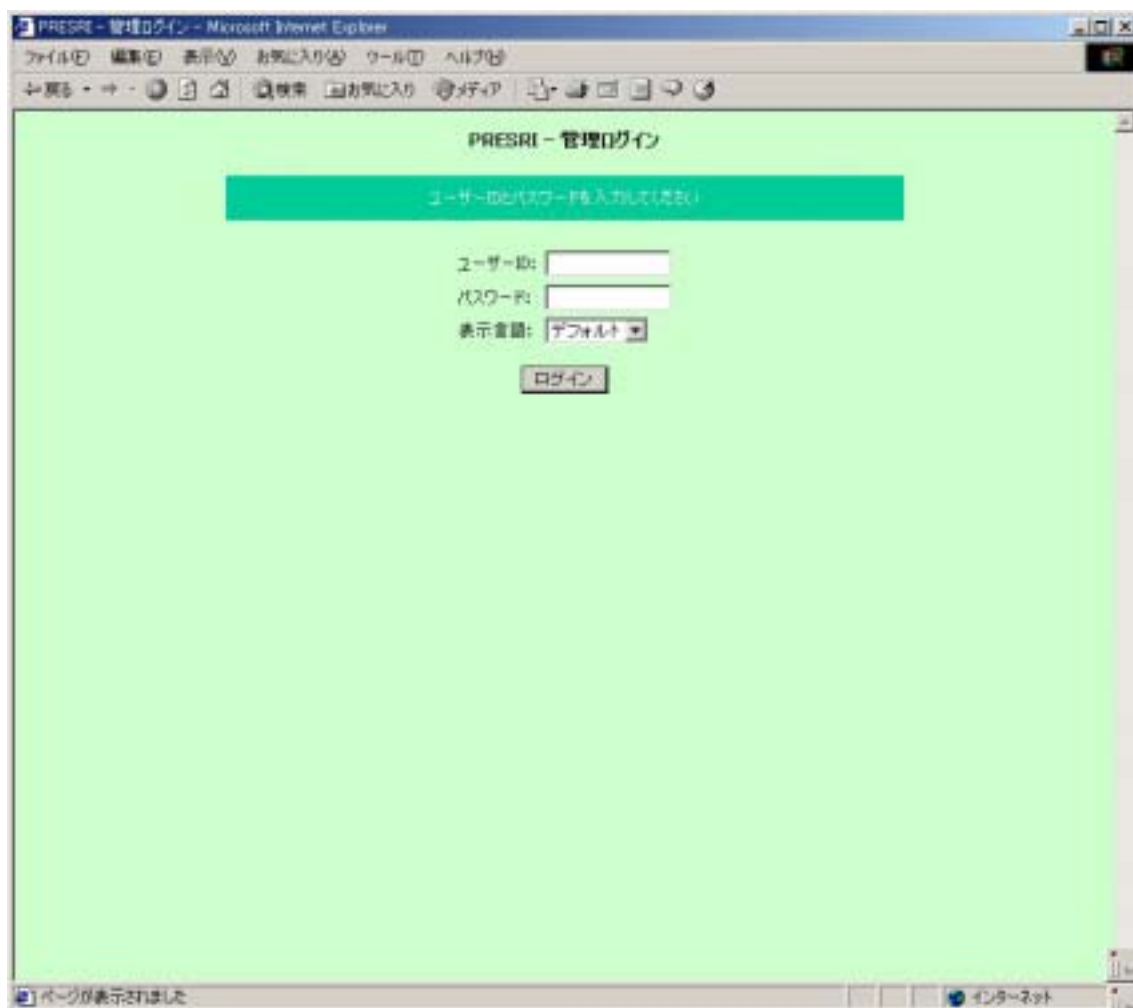 PRESRI - 管理ログイン - Microsoft Internet Explorer
ファイル(F) 編集(E) 表示(V) お気に入り(A) ツール(T) ヘルプ(H)
戻る 検索 お気に入り メディア
PRESRI - 管理ログイン
ユーザーIDとパスワードを入力してください
ユーザーID:
パスワード:
表示言語: デフォルト
ログイン
ページが表示されました インターネット